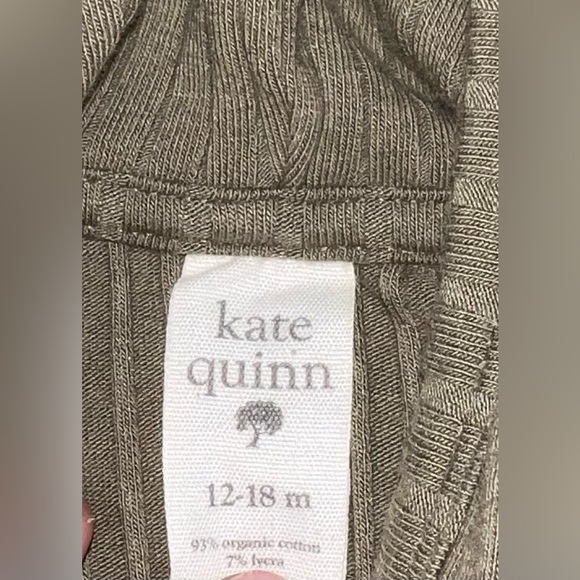 kate
quinn
12-18 m
93% organic cotton
7% lycra